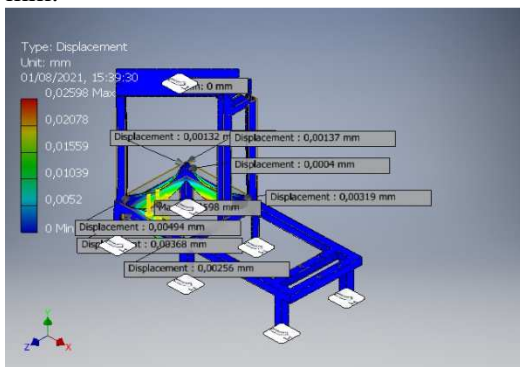 Type: Displacement
Unit: mm
01/08/2021, 15:39:30
0,02598 Max
0,02078
0,01559
0,01039
0,0052
0 Min
0 mm
Displacement : 0,00132 m
Displacement : 0,00137 mm
Displacement : 0,0004 mm
Displacement : 0,00319 mm
598 mm
Displacement : 0,00494 mm
Displacement : 0,00368 mm
Displacement : 0,00256 mm
Y
Z
X